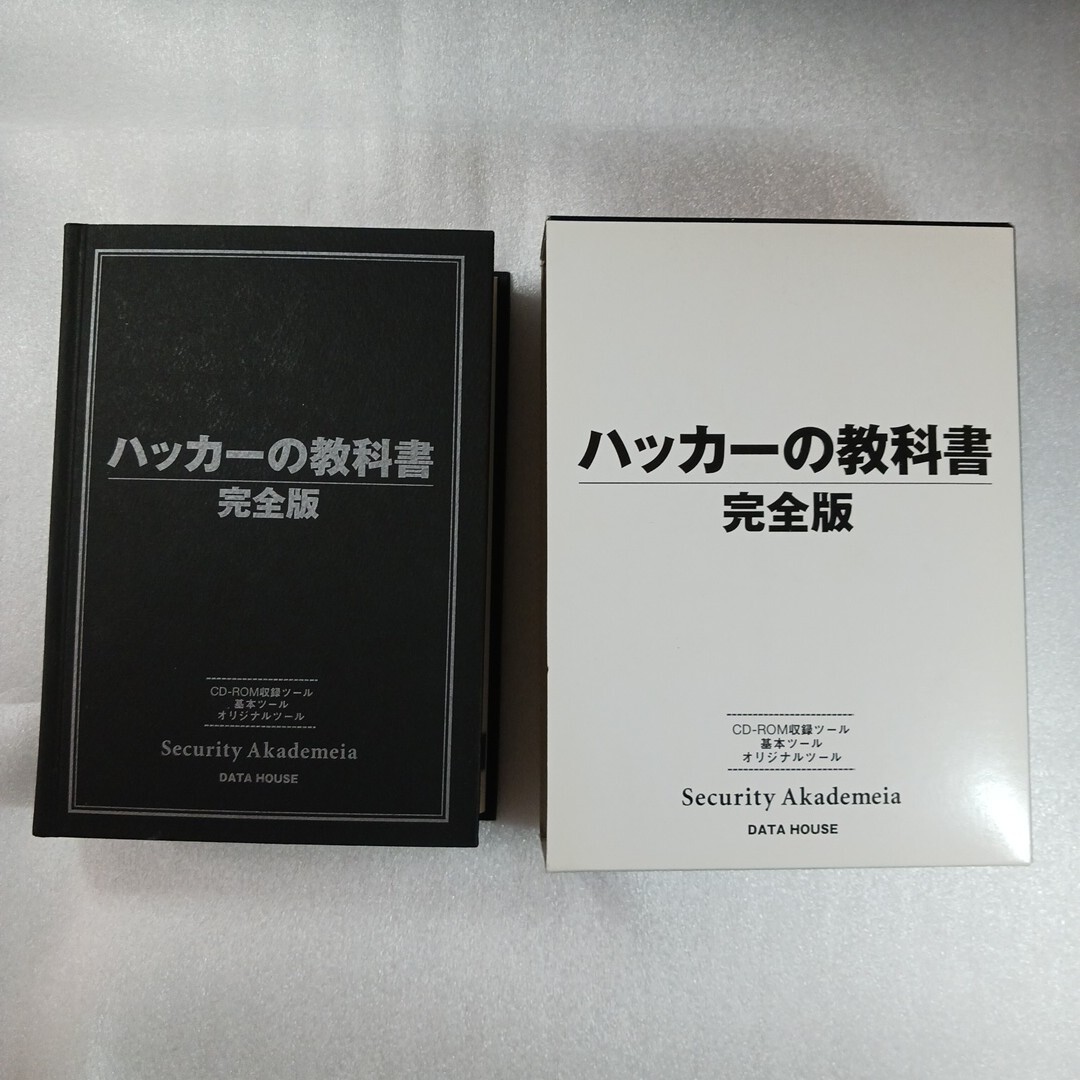 ハッカーの教科書
完全版
CD-ROM収録ツール
基本ツール
オリジナルツール
Security Akademeia
DATA HOUSE
ハッカーの教科書
完全版
CD-ROM収録ツール
基本ツール
オリジナルツール
Security Akademeia
DATA HOUSE